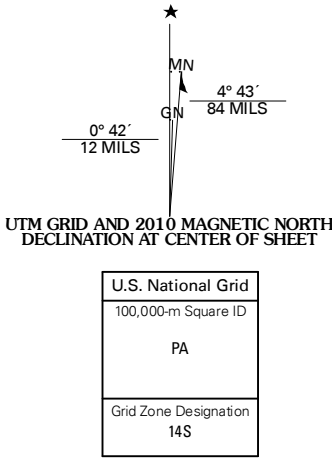 ★
MN
4° 43´
84 MILS
GN
0° 42´
12 MILS
UTM GRID AND 2010 MAGNETIC NORTH
DECLINATION AT CENTER OF SHEET
U.S. National Grid
100,000-m Square ID
PA
Grid Zone Designation
14S